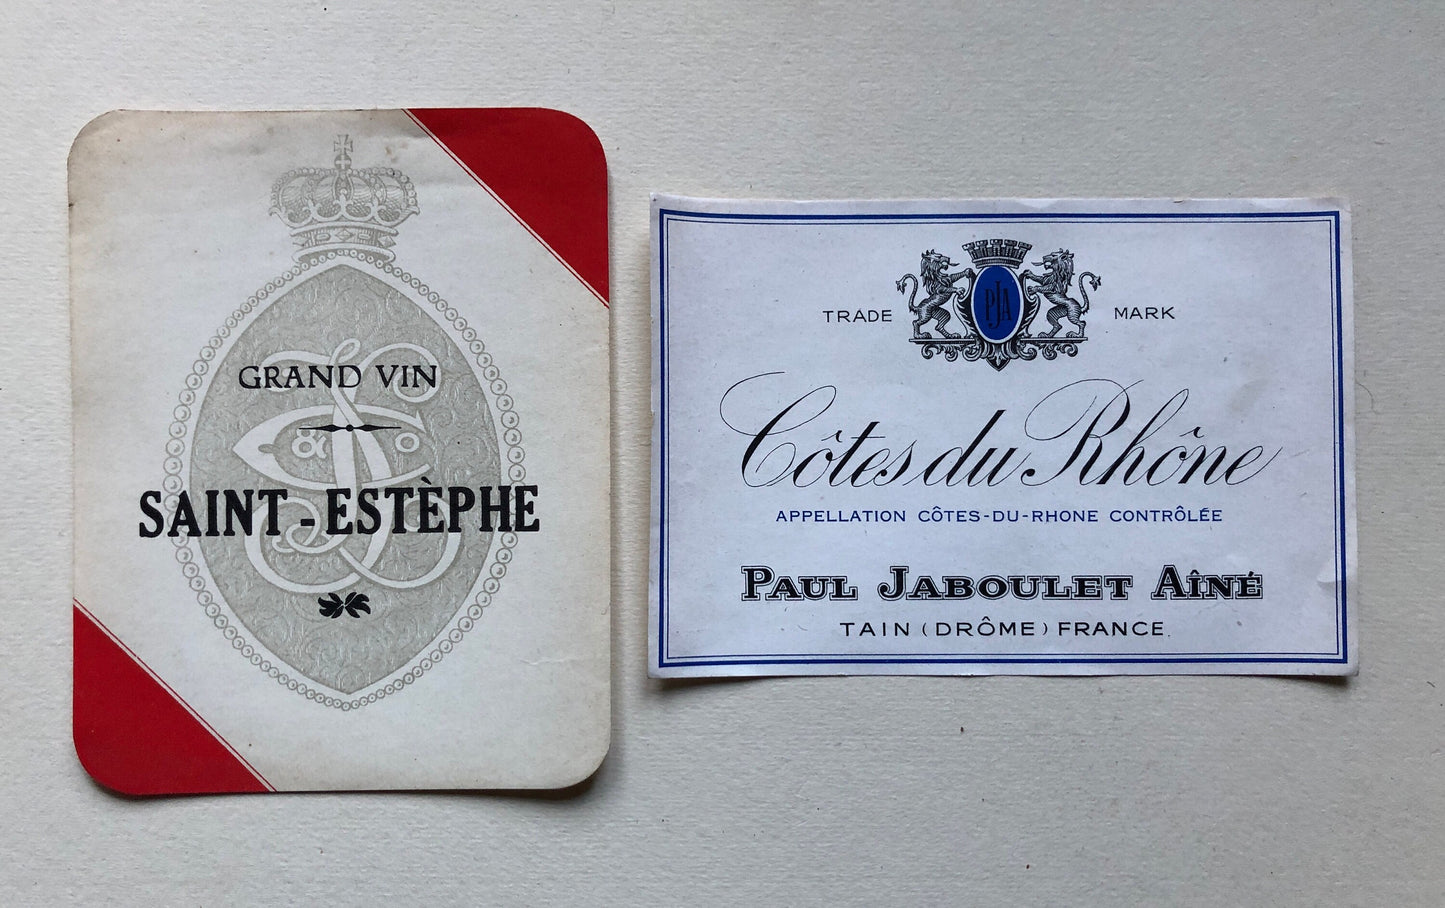 GRAND VIN
& Co
SAINT-ESTÈPHE
TRADE MARK
PJA
Côtes du Rhône
APPELLATION CÔTES-DU-RHONE CONTRÔLÉE
PAUL JABOULET AÎNÉ
TAIN (DRÔME) FRANCE